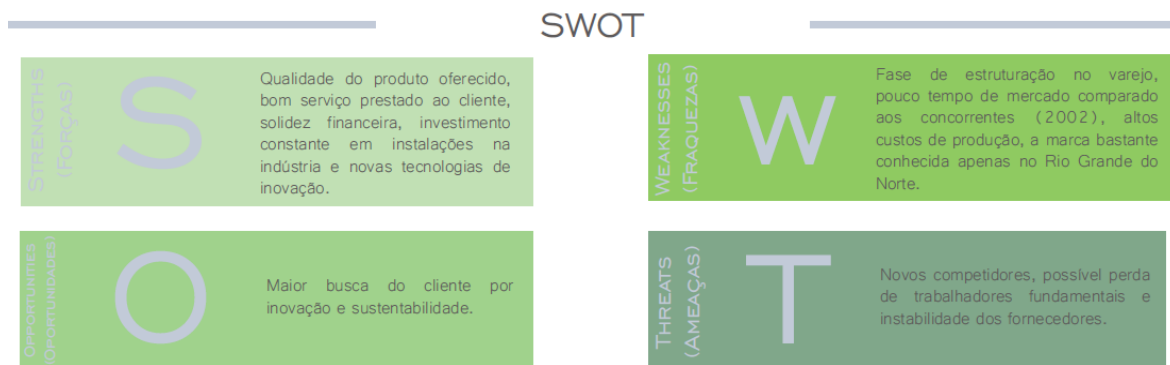 SWOT
STRENGTHS
(FORÇAS)
S
Qualidade do produto oferecido,
bom serviço prestado ao cliente,
solidez financeira, investimento
constante em instalações na
indústria e novas tecnologias de
inovação.
WEAKNESSES
(FRAQUEZAS)
W
Fase de estruturação no varejo,
pouco tempo de mercado comparado
aos concorrentes (2002), altos
custos de produção, a marca bastante
conhecida apenas no Rio Grande do
Norte.
OPPORTUNITIES
(OPORTUNIDADES)
O
Maior busca do cliente por
inovação e sustentabilidade.
THREATS
(AMEAÇAS)
T
Novos competidores, possível perda
de trabalhadores fundamentais e
instabilidade dos fornecedores.